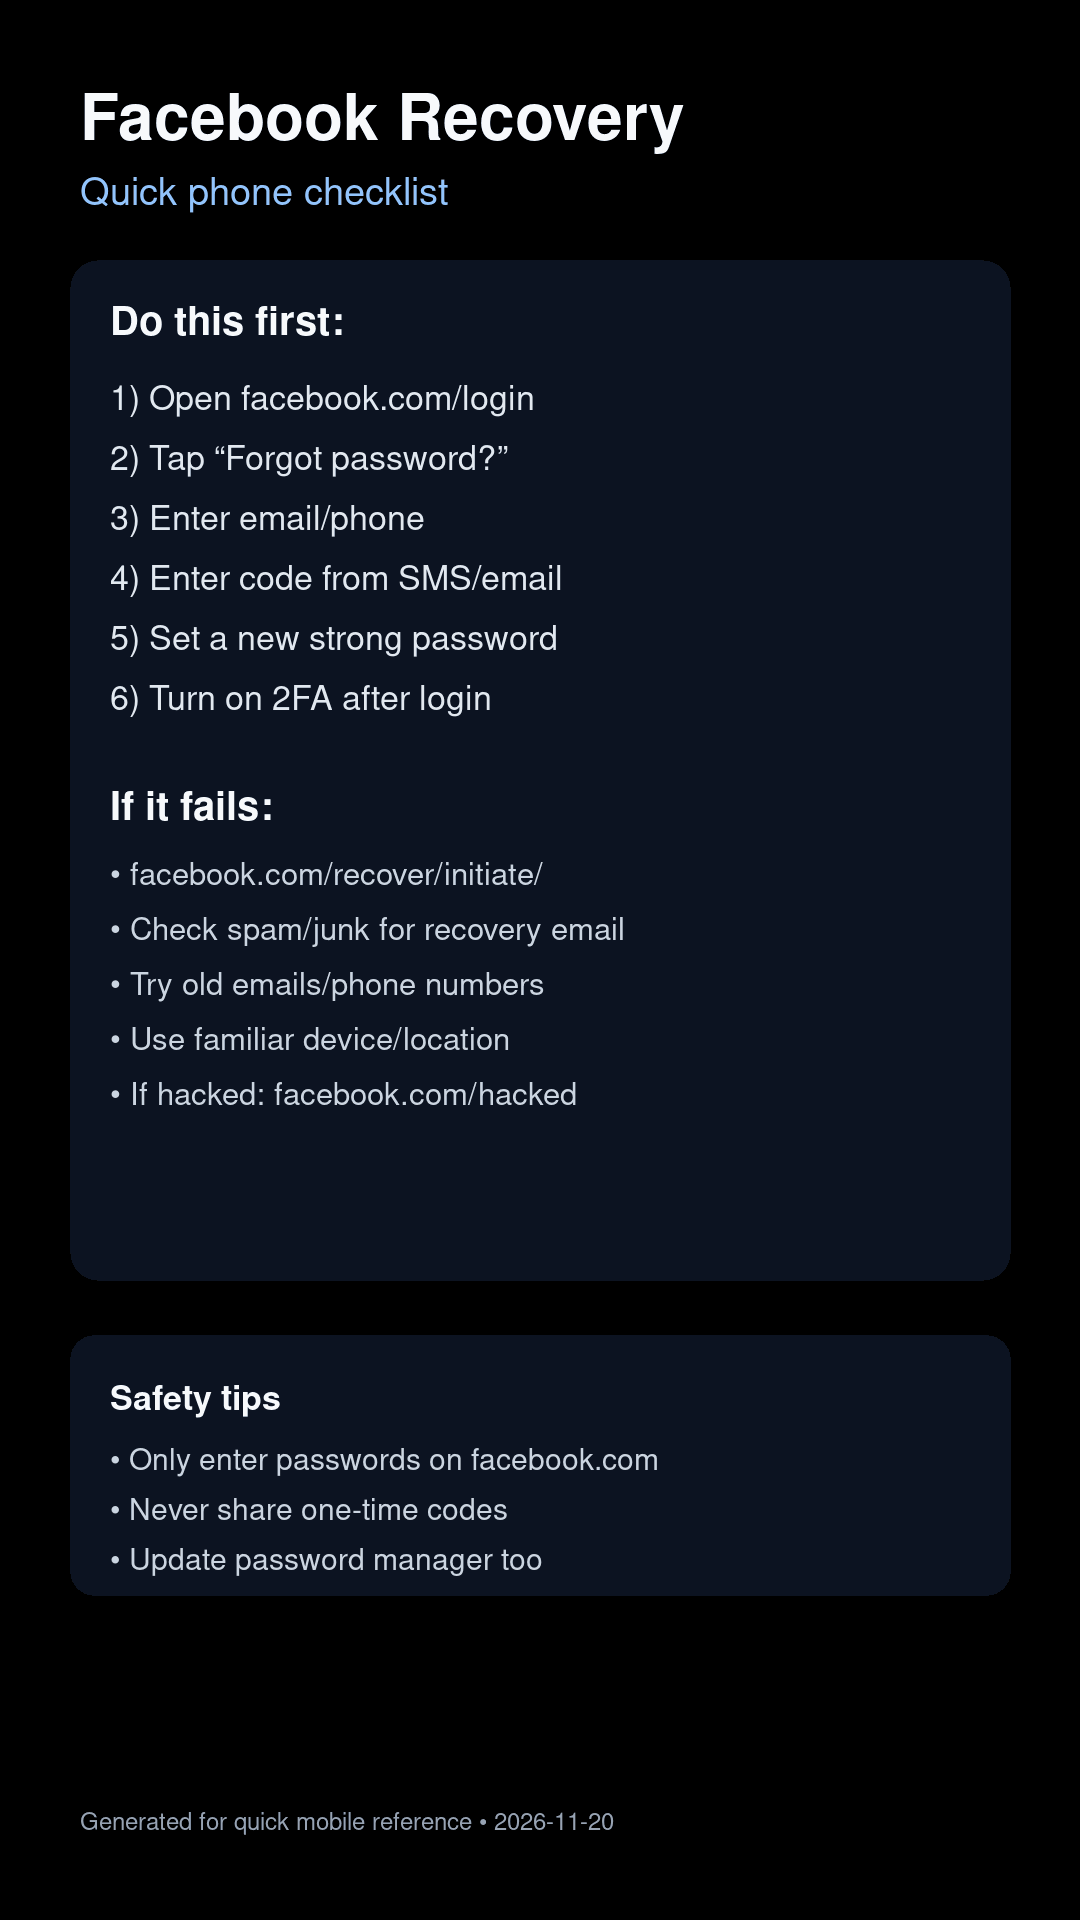 Facebook Recovery
Quick phone checklist
Do this first:
1) Open facebook.com/login
2) Tap “Forgot password?”
3) Enter email/phone
4) Enter code from SMS/email
5) Set a new strong password
6) Turn on 2FA after login
If it fails:
• facebook.com/recover/initiate/
• Check spam/junk for recovery email
• Try old emails/phone numbers
• Use familiar device/location
• If hacked: facebook.com/hacked
Safety tips
• Only enter passwords on facebook.com
• Never share one-time codes
• Update password manager too
Generated for quick mobile reference • 2026-11-20